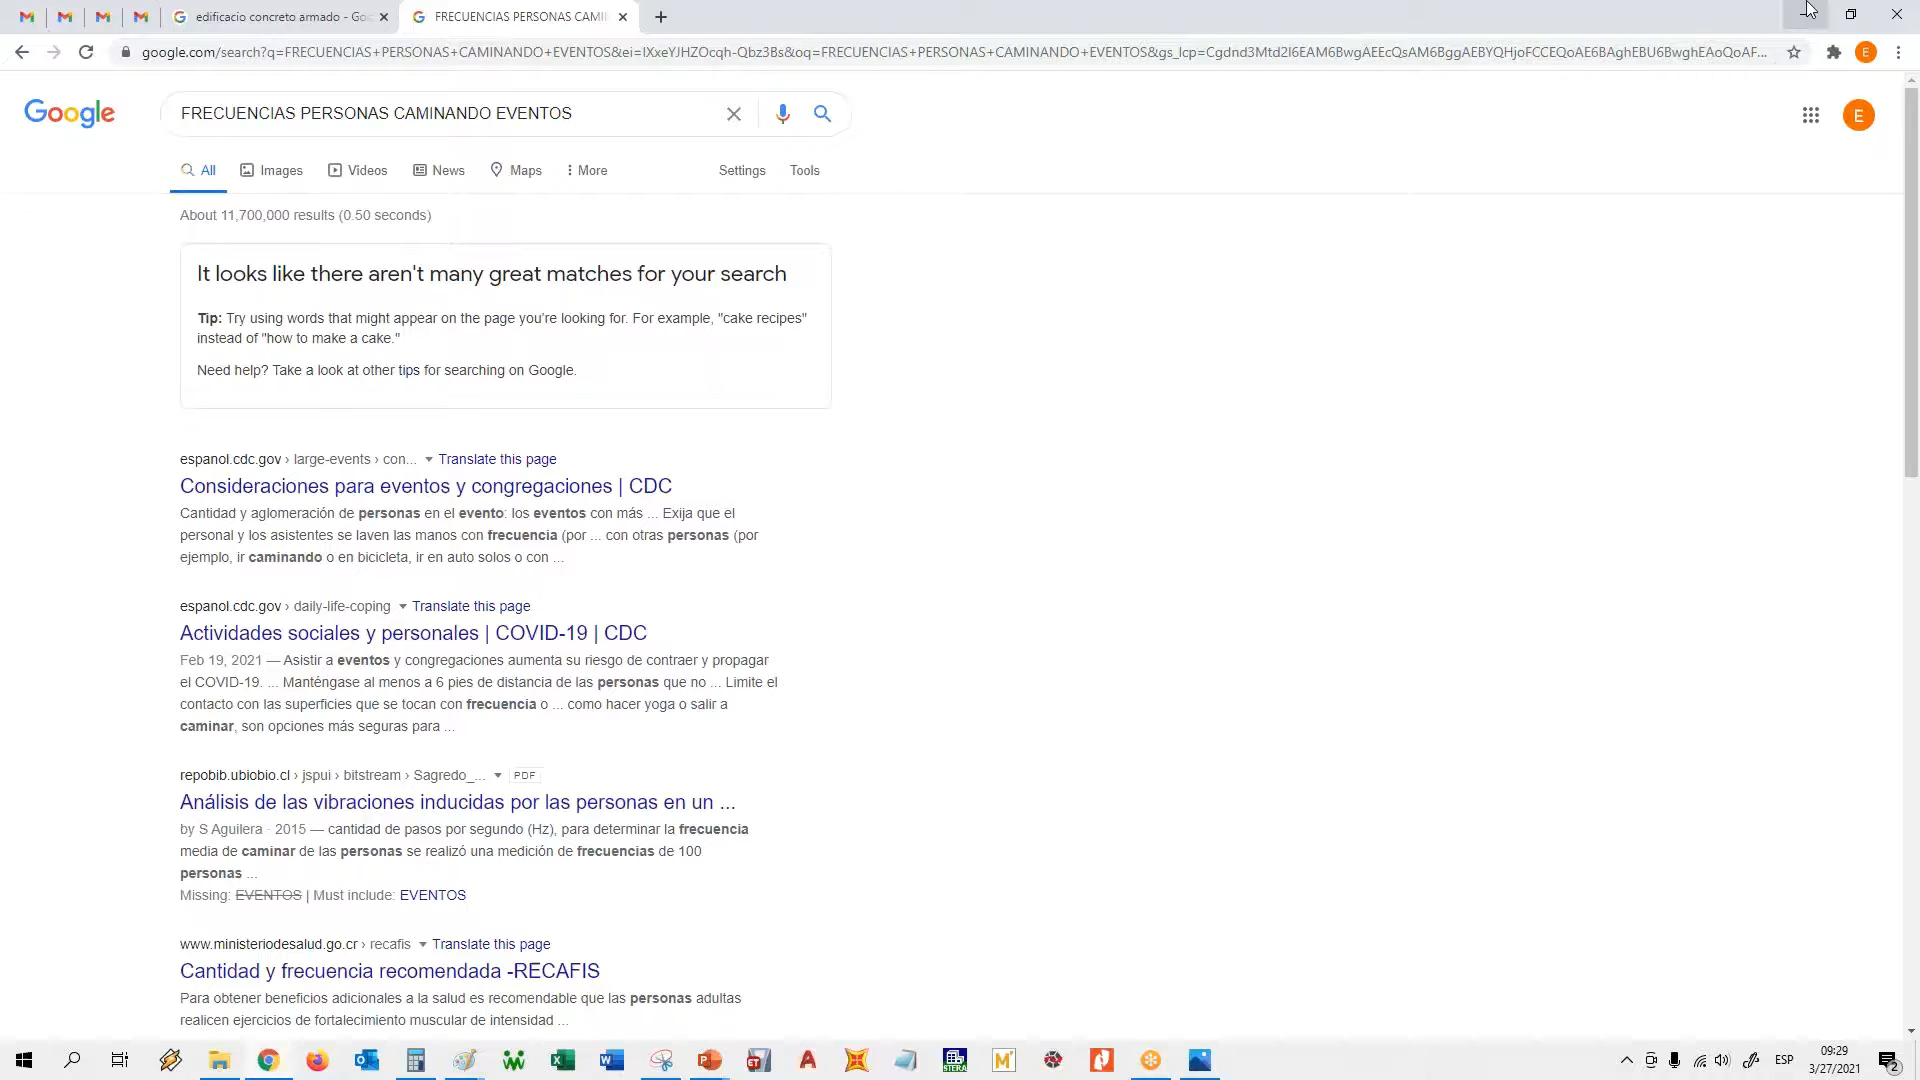 edificacio concreto armado - Goo
FRECUENCIAS PERSONAS CAMIN
google.com/search?q=FRECUENCIAS+PERSONAS+CAMINANDO+EVENTOS&ei=IXxeYJHZOcqh-Qbz3Bs&oq=FRECUENCIAS+PERSONAS+CAMINANDO+EVENTOS&gs_lcp=Cgdnd3Mtd2l6EAM6BwgAEEcQsAM6BggAEBYQHjoFCCEQoAE6BAghEBU6BwghEAoQoAF...
E
Google
FRECUENCIAS PERSONAS CAMINANDO EVENTOS
E
All Images Videos News Maps More Settings Tools
About 11,700,000 results (0.50 seconds)
It looks like there aren't many great matches for your search
Tip: Try using words that might appear on the page you're looking for. For example, "cake recipes"
instead of "how to make a cake."
Need help? Take a look at other tips for searching on Google.
espanol.cdc.gov › large-events › con... Translate this page
Consideraciones para eventos y congregaciones | CDC
Cantidad y aglomeración de personas en el evento: los eventos con más ... Exija que el
personal y los asistentes se laven las manos con frecuencia (por ... con otras personas (por
ejemplo, ir caminando o en bicicleta, ir en auto solos o con ...
espanol.cdc.gov › daily-life-coping Translate this page
Actividades sociales y personales | COVID-19 | CDC
Feb 19, 2021 — Asistir a eventos y congregaciones aumenta su riesgo de contraer y propagar
el COVID-19. ... Manténgase al menos a 6 pies de distancia de las personas que no ... Limite el
contacto con las superficies que se tocan con frecuencia o ... como hacer yoga o salir a
caminar, son opciones más seguras para ...
repobib.ubiobio.cl › jspui › bitstream › Sagredo_... PDF
Análisis de las vibraciones inducidas por las personas en un ...
by S Aguilera · 2015 — cantidad de pasos por segundo (Hz), para determinar la frecuencia
media de caminar de las personas se realizó una medición de frecuencias de 100
personas ...
Missing: EVENTOS | Must include: EVENTOS
www.ministeriodesalud.go.cr › recafis Translate this page
Cantidad y frecuencia recomendada -RECAFIS
Para obtener beneficios adicionales a la salud es recomendable que las personas adultas
realicen ejercicios de fortalecimiento muscular de intensidad ...
ESP
09:29
3/27/2021
2